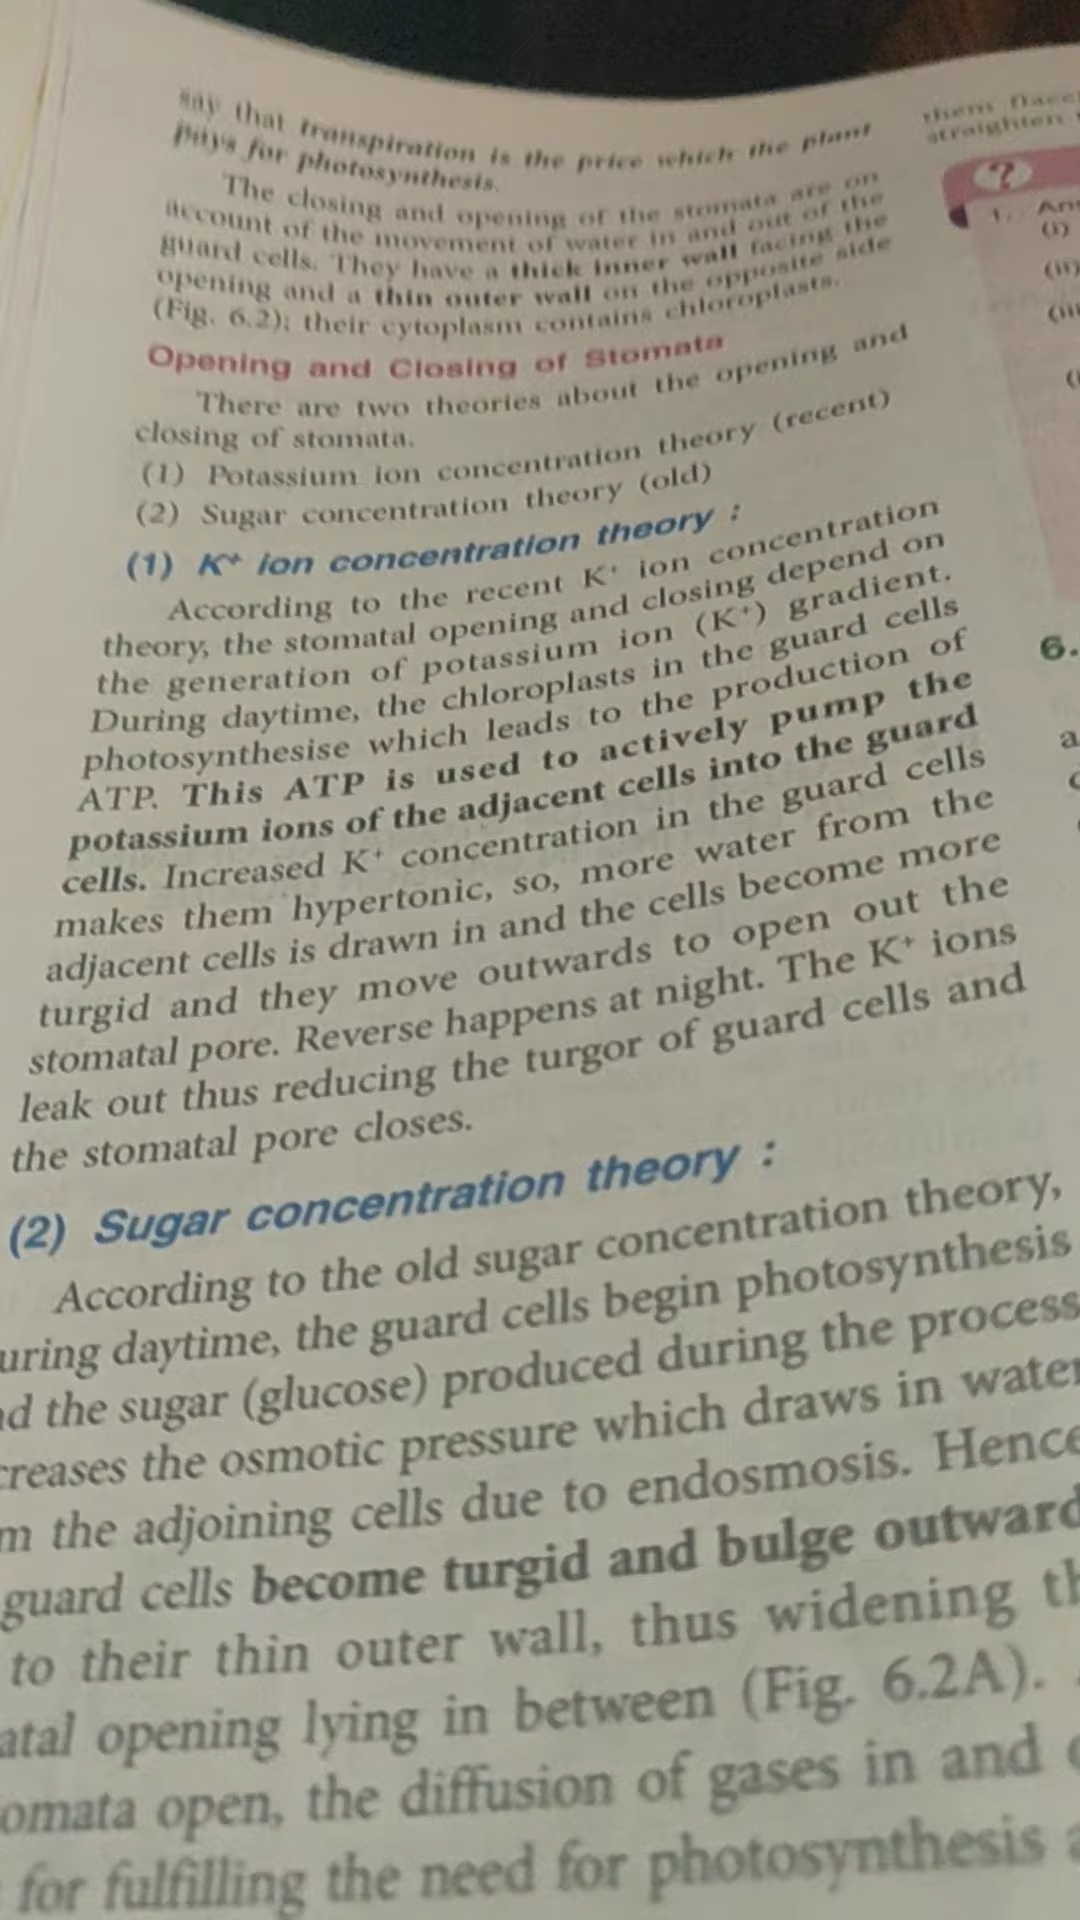 say that transpiration is the price which the plant
pays for photosynthesis.
The closing and opening of the stomata are on
account of the movement of water in and out of the
guard cells. They have a thick inner wall facing the
opening and a thin outer wall on the opposite side
(Fig. 6.2); their cytoplasm contains chloroplasts.
Opening and Closing of Stomata
There are two theories about the opening and
closing of stomata.
(1) Potassium ion concentration theory (recent)
(2) Sugar concentration theory (old)
(1) K⁺ ion concentration theory :
According to the recent K⁺ ion concentration
theory, the stomatal opening and closing depend on
the generation of potassium ion (K⁺) gradient.
During daytime, the chloroplasts in the guard cells
photosynthesise which leads to the production of
ATP. This ATP is used to actively pump the
potassium ions of the adjacent cells into the guard
cells. Increased K⁺ concentration in the guard cells
makes them hypertonic, so, more water from the
adjacent cells is drawn in and the cells become more
turgid and they move outwards to open out the
stomatal pore. Reverse happens at night. The K⁺ ions
leak out thus reducing the turgor of guard cells and
the stomatal pore closes.
(2) Sugar concentration theory :
According to the old sugar concentration theory,
uring daytime, the guard cells begin photosynthesis
nd the sugar (glucose) produced during the process
creases the osmotic pressure which draws in water
m the adjoining cells due to endosmosis. Hence
guard cells become turgid and bulge outward
to their thin outer wall, thus widening th
atal opening lying in between (Fig. 6.2A).
omata open, the diffusion of gases in and
for fulfilling the need for photosynthesis a
them
straighten
?
1. Ans
(i)
(ii)
6.